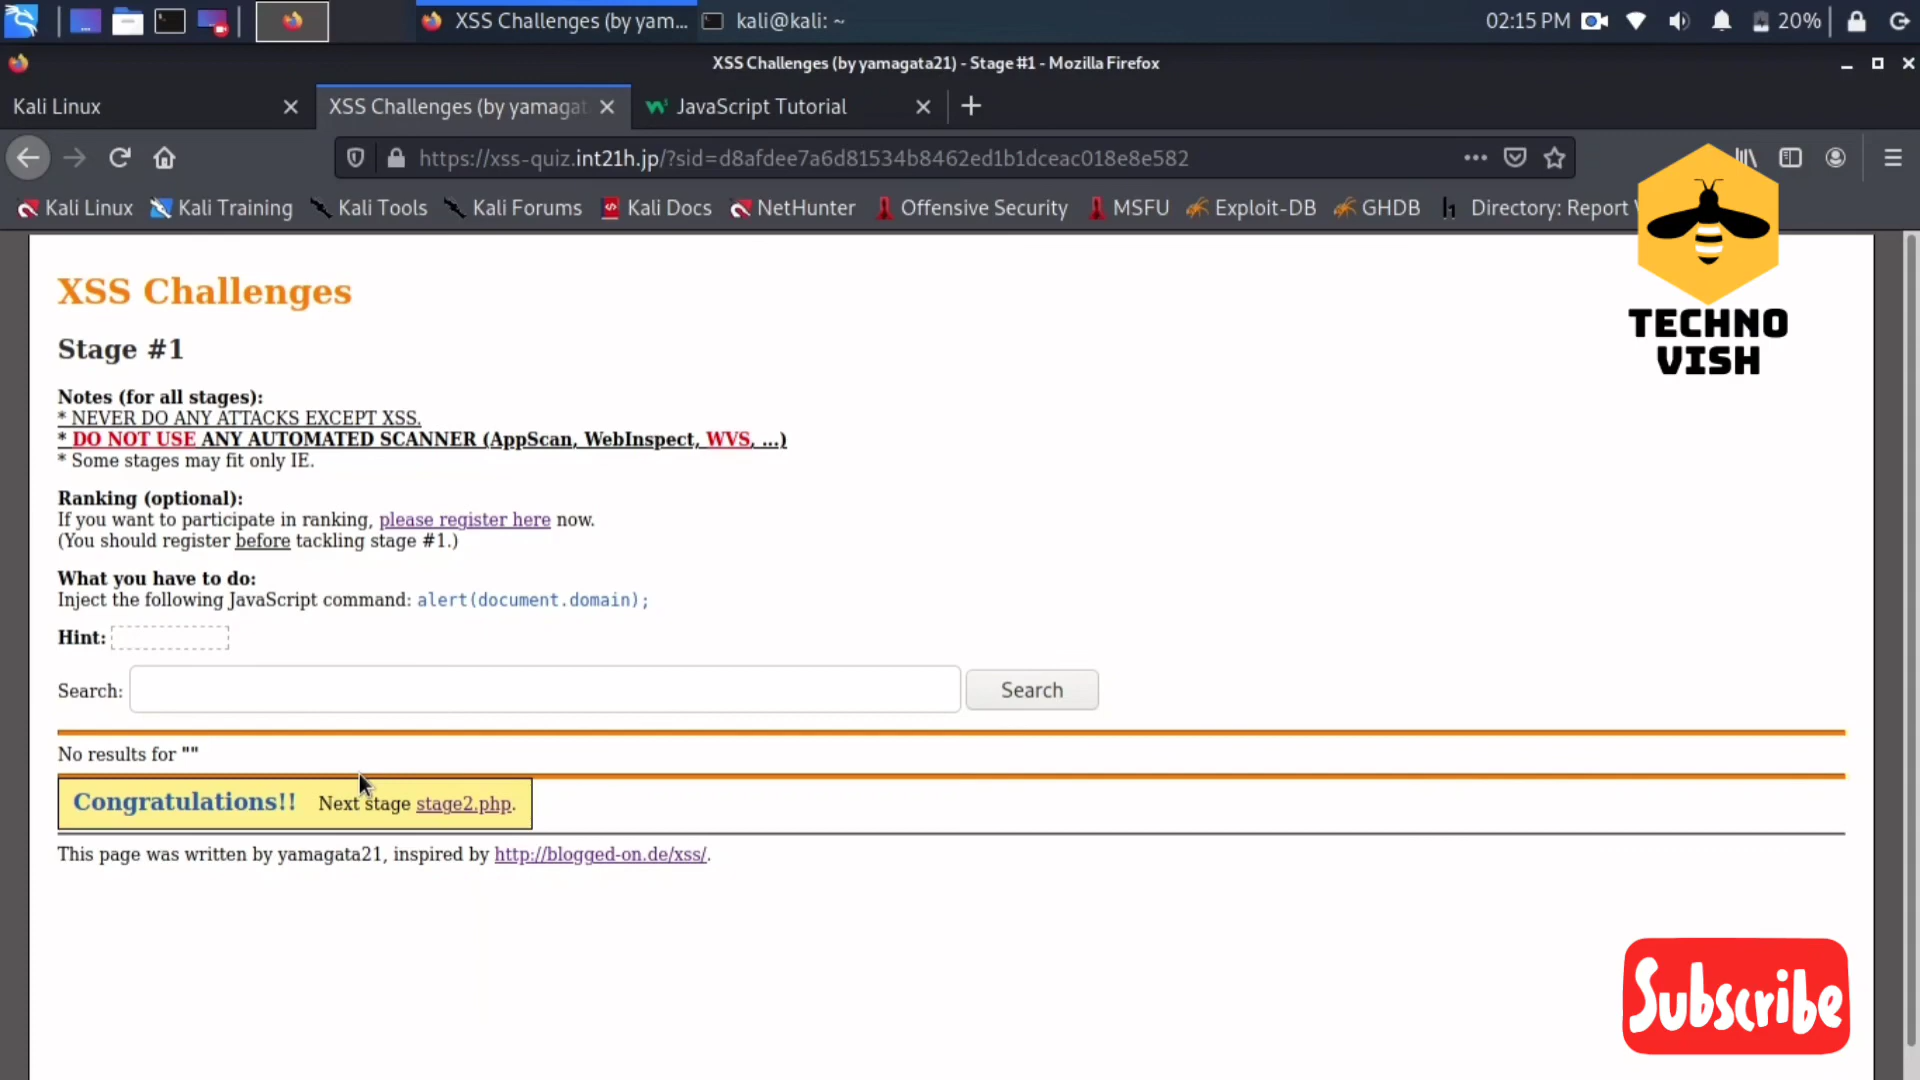 XSS Challenges (by yam... kali@kali: ~ 02:15 PM 20%
XSS Challenges (by yamagata21) - Stage #1 - Mozilla Firefox
Kali Linux XSS Challenges (by yamagat JavaScript Tutorial
https://xss-quiz.int21h.jp/?sid=d8afdee7a6d81534b8462ed1b1dceac018e8e582
Kali Linux Kali Training Kali Tools Kali Forums Kali Docs NetHunter Offensive Security MSFU Exploit-DB GHDB Directory: Report
TECHNO
VISH
XSS Challenges
Stage #1
Notes (for all stages):
* NEVER DO ANY ATTACKS EXCEPT XSS.
* DO NOT USE ANY AUTOMATED SCANNER (AppScan, WebInspect, WVS, ...)
* Some stages may fit only IE.
Ranking (optional):
If you want to participate in ranking, please register here now.
(You should register before tackling stage #1.)
What you have to do:
Inject the following JavaScript command: alert(document.domain);
Hint:
Search: Search
No results for ""
Congratulations!! Next stage stage2.php.
This page was written by yamagata21, inspired by http://blogged-on.de/xss/.
Subscribe